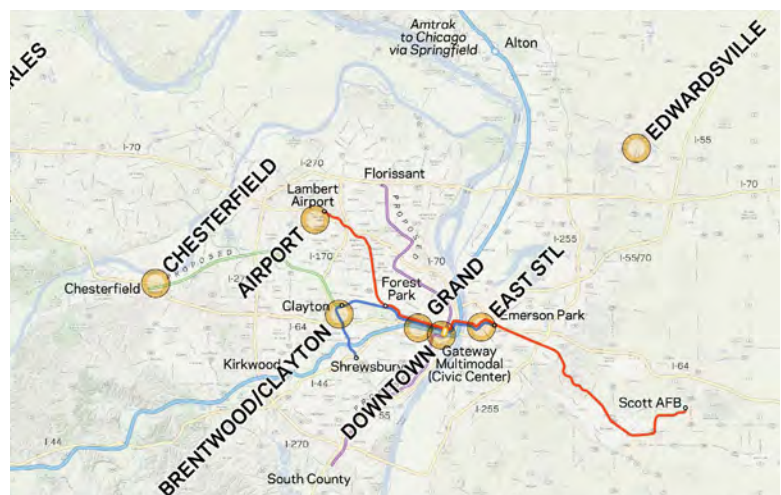 RLES
Amtrak
to Chicago
via Springfield
Alton
EDWARDSVILLE
I-55
I-70
I-270
Florissant
Lambert
Airport
CHESTERFIELD
AIRPORT
PROPOSED
I-70
I-170
PROPOSED
I-70
I-255
I-55/70
Chesterfield
I-2
Forest
Park
GRAND
EAST STL
Clayton
I-64
Emerson Park
Kirkwood
Shrewsbury
Gateway
Multimodal
(Civic Center)
I-64
BRENTWOOD/CLAYTON
DOWNTOWN
I-44
Scott AFB
55
I-255
I-44
I-270
South County